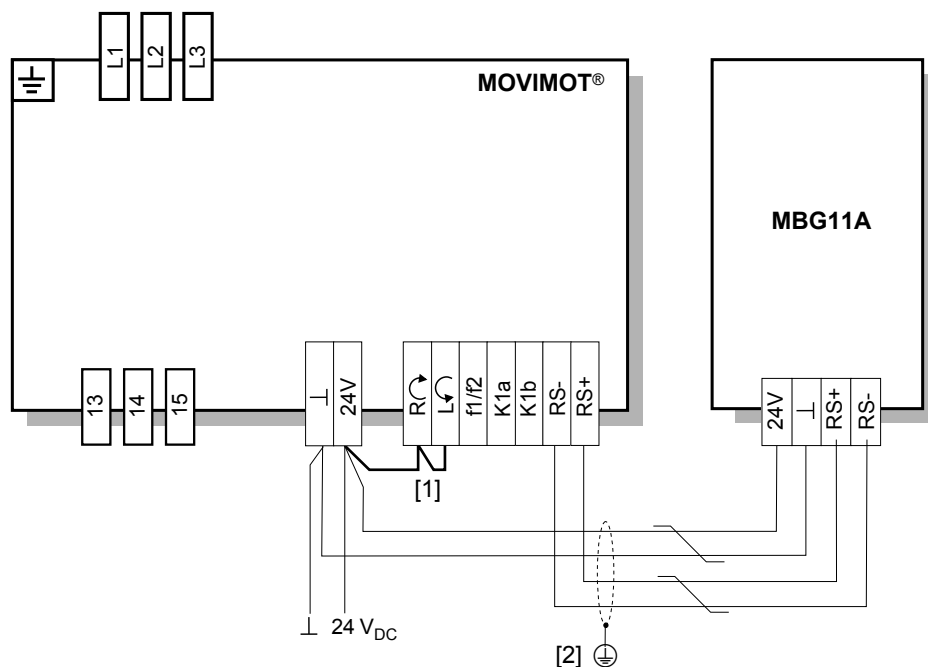 L1 L2 L3
MOVIMOT®
MBG11A
13 14 15
⊥ 24V
R L f1/f2 K1a K1b RS- RS+
24V ⊥ RS+ RS-
[1]
⊥ 24 VDC
[2]